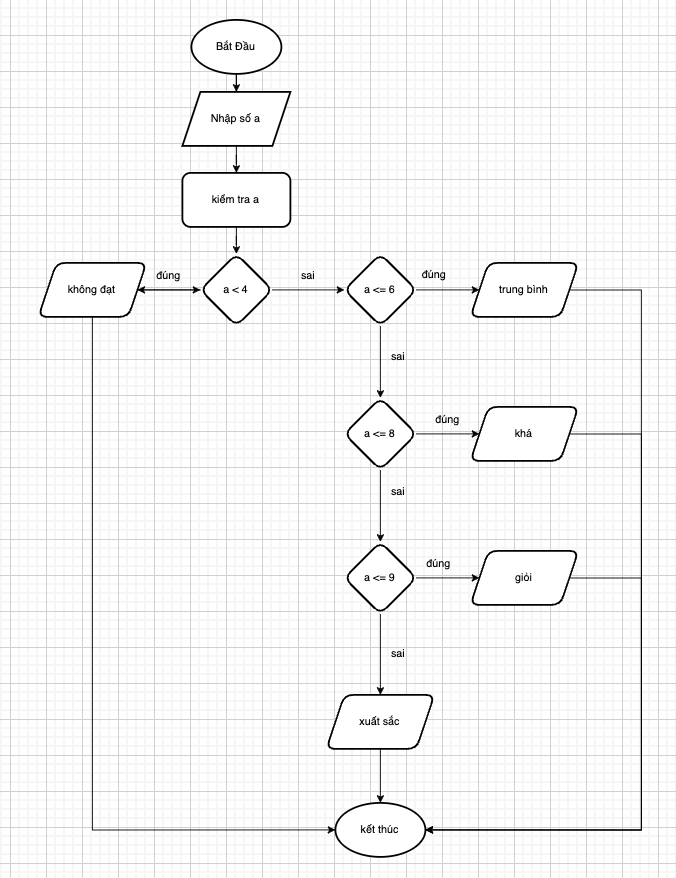 Bắt Đầu
Nhập số a
kiểm tra a
không đạt
đúng
a < 4
sai
a <= 6
đúng
trung bình
sai
a <= 8
đúng
khá
sai
a <= 9
đúng
giỏi
sai
xuất sắc
kết thúc